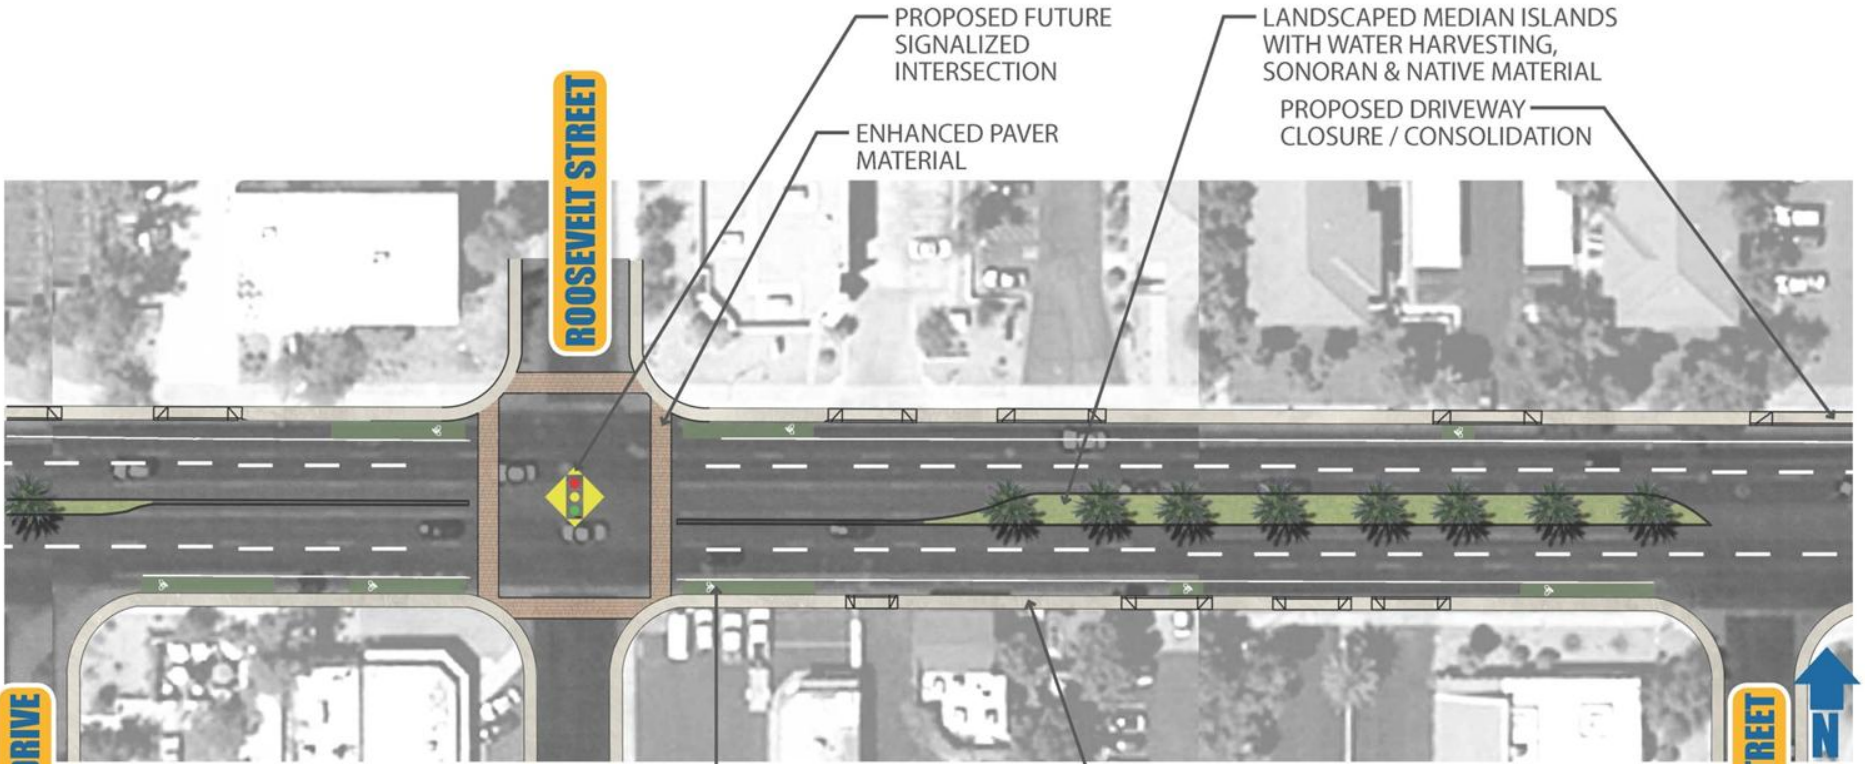 PROPOSED FUTURE
SIGNALIZED
INTERSECTION
LANDSCAPED MEDIAN ISLANDS
WITH WATER HARVESTING,
SONORAN & NATIVE MATERIAL
PROPOSED DRIVEWAY
CLOSURE / CONSOLIDATION
ENHANCED PAVER
MATERIAL
ROOSEVELT STREET
DRIVE
TREET
N